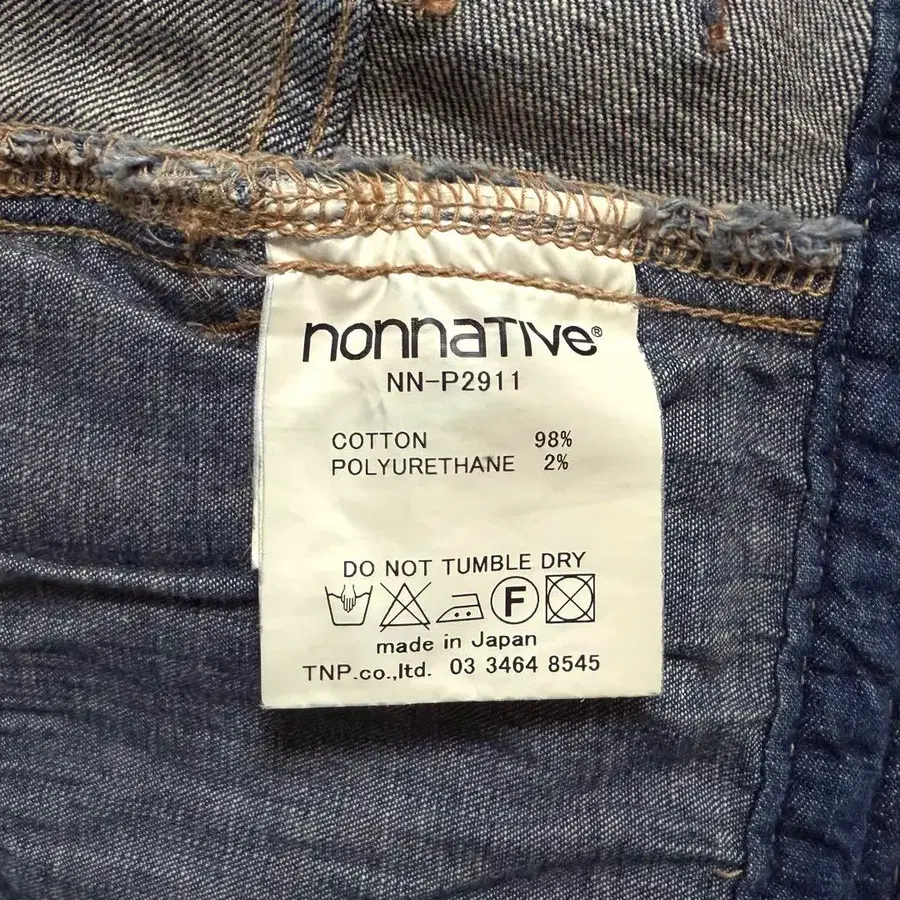 nonnative®
NN-P2911
COTTON 98%
POLYURETHANE 2%
DO NOT TUMBLE DRY
F
made in Japan
TNP.co.,ltd. 03 3464 8545